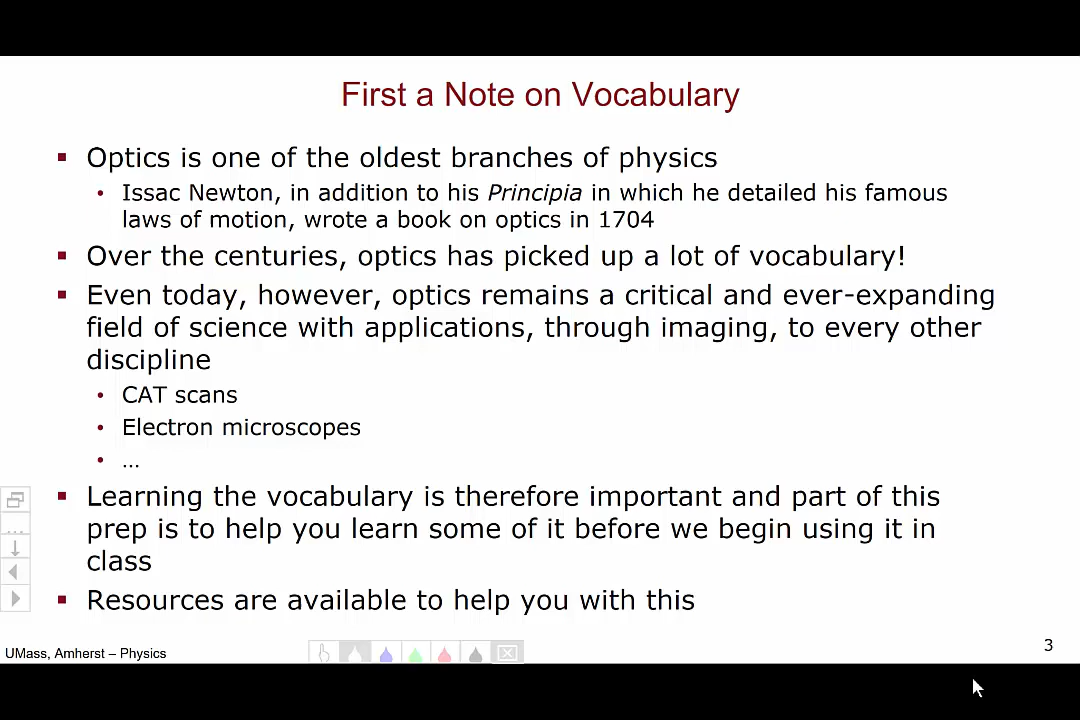 First a Note on Vocabulary
Optics is one of the oldest branches of physics
Issac Newton, in addition to his Principia in which he detailed his famous
laws of motion, wrote a book on optics in 1704
Over the centuries, optics has picked up a lot of vocabulary!
Even today, however, optics remains a critical and ever-expanding
field of science with applications, through imaging, to every other
discipline
CAT scans
Electron microscopes
…
Learning the vocabulary is therefore important and part of this
prep is to help you learn some of it before we begin using it in
class
Resources are available to help you with this
UMass, Amherst – Physics
3